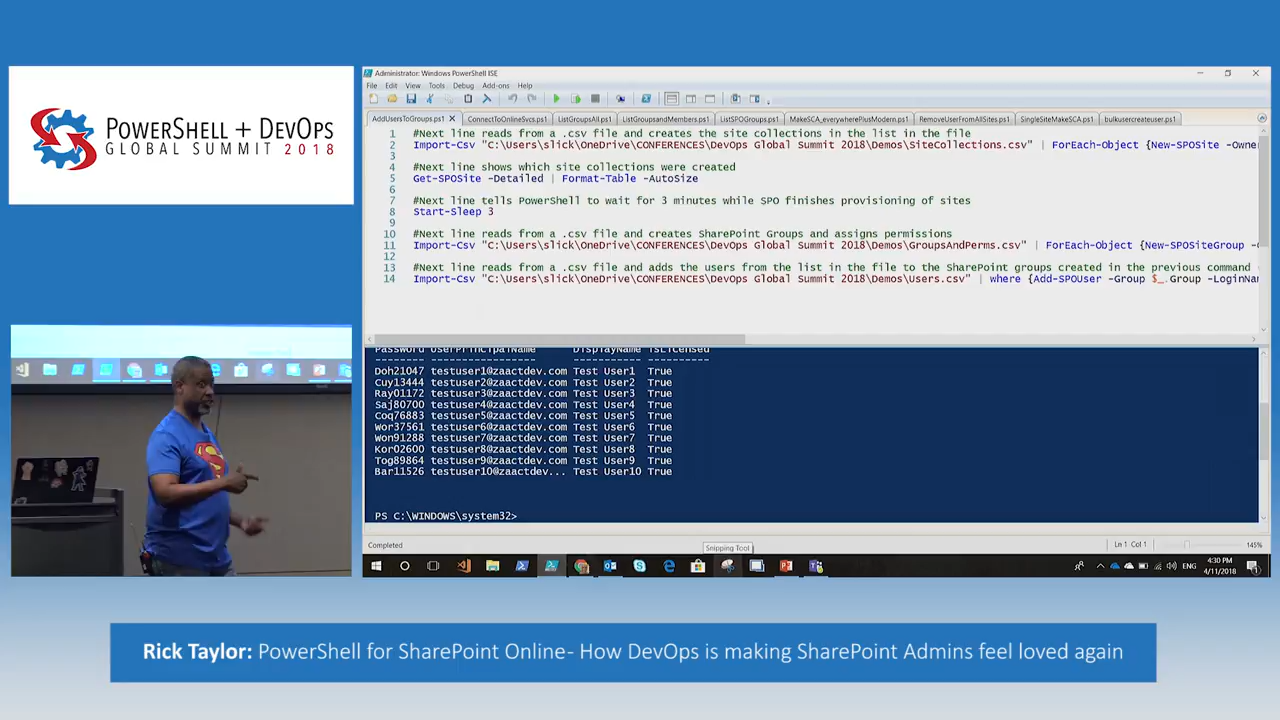 POWERSHELL + DEVOPS
GLOBAL SUMMIT 2018
Administrator: Windows PowerShell ISE
File Edit View Tools Debug Add-ons Help
AddUsersToGroups.ps1 ConnectToOnlineSvcs.ps1 ListGroupsAll.ps1 ListGroupsandMembers.ps1 ListSPOGroups.ps1 MakeSCA_everywherePlusModern.ps1 RemoveUserFromAllSites.ps1 SingleSiteMakeSCA.ps1 bulkusercreateuser.ps1
1 #Next line reads from a .csv file and creates the site collections in the list in the file
2 Import-Csv "C:\Users\slick\OneDrive\CONFERENCES\DevOps Global Summit 2018\Demos\SiteCollections.csv" | ForEach-Object {New-SPOSite -Owne
3
4 #Next line shows which site collections were created
5 Get-SPOSite -Detailed | Format-Table -AutoSize
6
7 #Next line tells PowerShell to wait for 3 minutes while SPO finishes provisioning of sites
8 Start-Sleep 3
9
10 #Next line reads from a .csv file and creates SharePoint Groups and assigns permissions
11 Import-Csv "C:\Users\slick\OneDrive\CONFERENCES\DevOps Global Summit 2018\Demos\GroupsAndPerms.csv" | ForEach-Object {New-SPOSiteGroup -
12
13 #Next line reads from a .csv file and adds the users from the list in the file to the SharePoint groups created in the previous command
14 Import-Csv "C:\Users\slick\OneDrive\CONFERENCES\DevOps Global Summit 2018\Demos\Users.csv" | where {Add-SPOUser -Group $_.Group -LoginNa
Password UserPrincipalName DisplayName IsLicensed
-------- ----------------- ----------- ----------
Doh21047 testuser1@zaactdev.com Test User1 True
Cuy13444 testuser2@zaactdev.com Test User2 True
Ray01172 testuser3@zaactdev.com Test User3 True
Saj80700 testuser4@zaactdev.com Test User4 True
Coq76883 testuser5@zaactdev.com Test User5 True
Wor37561 testuser6@zaactdev.com Test User6 True
Won91288 testuser7@zaactdev.com Test User7 True
Kor02600 testuser8@zaactdev.com Test User8 True
Tog89864 testuser9@zaactdev.com Test User9 True
Bar11526 testuser10@zaactdev... Test User10 True
PS C:\WINDOWS\system32>
Completed Ln 1 Col 1 145%
Snipping Tool
ENG 4:30 PM
4/11/2018
Rick Taylor: PowerShell for SharePoint Online- How DevOps is making SharePoint Admins feel loved again